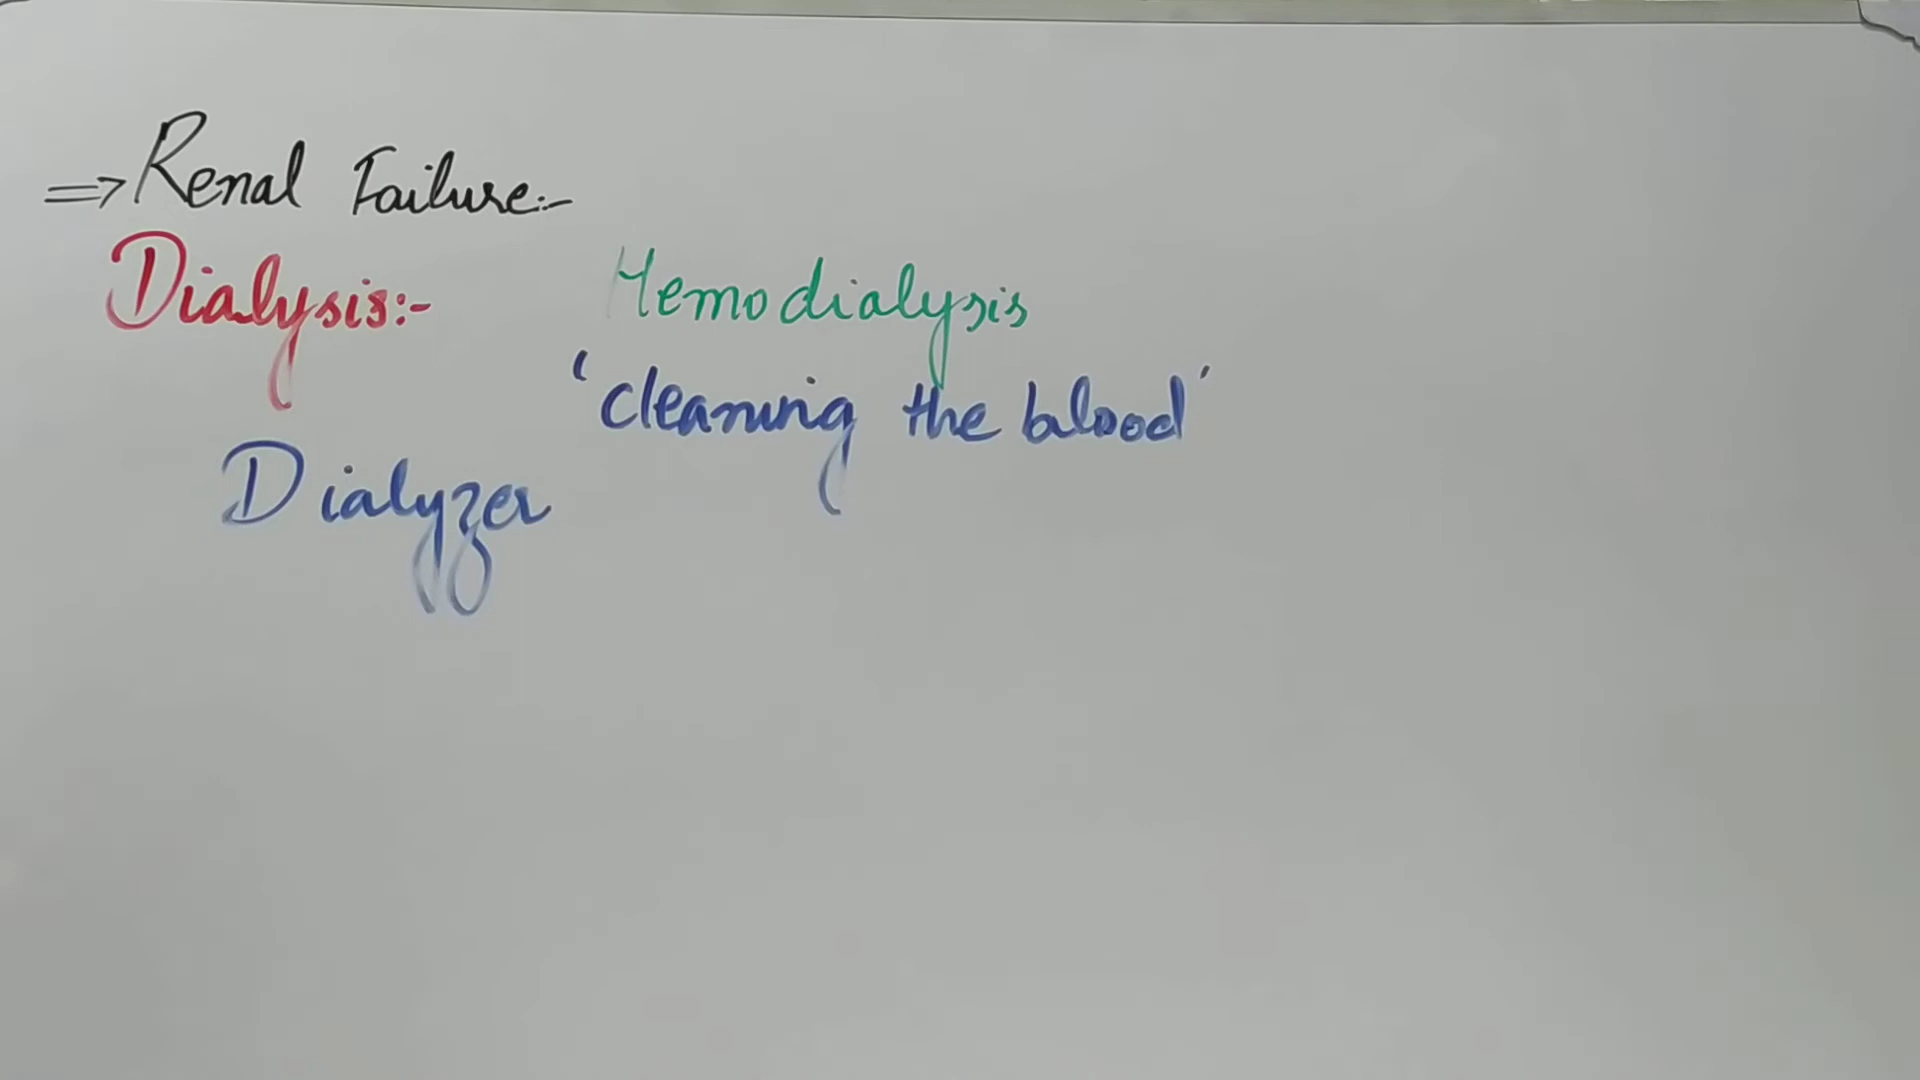 ⇒Renal Failure:-
Dialysis:- Hemodialysis
'cleaning the blood'
Dialyzer